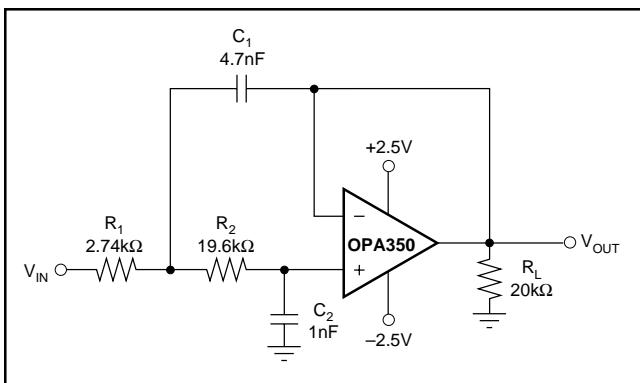 C1
4.7nF
+2.5V
R1
2.74kΩ
R2
19.6kΩ
−
OPA350
+
VIN
VOUT
RL
20kΩ
C2
1nF
−2.5V